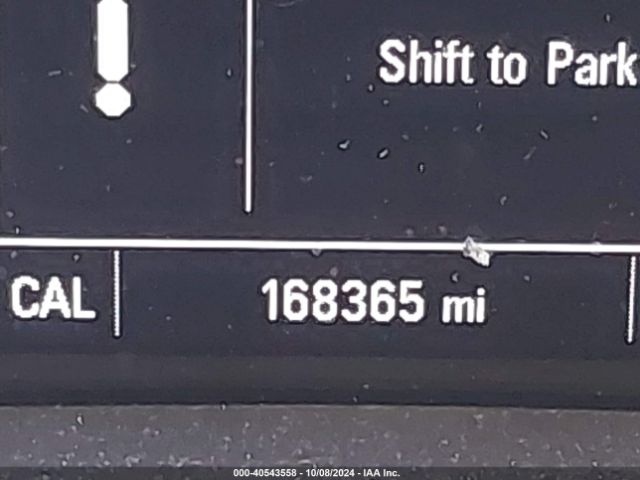 Shift to Park
CAL
168365 mi
000-40543558 - 10/08/2024 - IAA Inc.